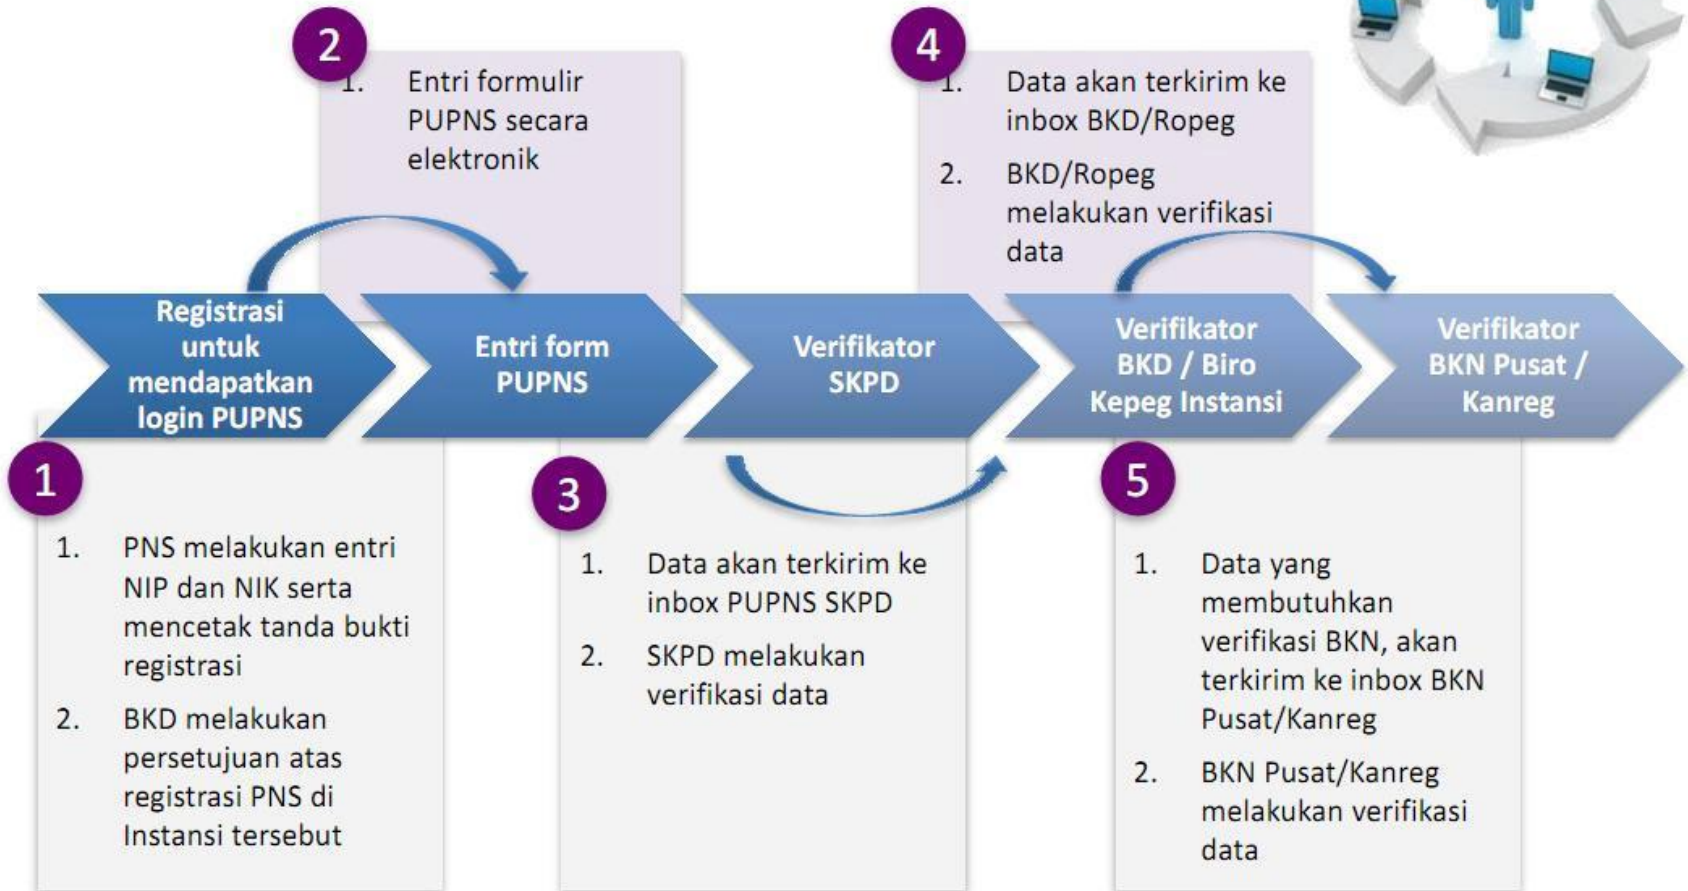 2
1. Entri formulir
PUPNS secara
elektronik
4
1. Data akan terkirim ke
inbox BKD/Ropeg
2. BKD/Ropeg
melakukan verifikasi
data
Registrasi
untuk
mendapatkan
login PUPNS
Entri form
PUPNS
Verifikator
SKPD
Verifikator
BKD / Biro
Kepeg Instansi
Verifikator
BKN Pusat /
Kanreg
1
1. PNS melakukan entri
NIP dan NIK serta
mencetak tanda bukti
registrasi
2. BKD melakukan
persetujuan atas
registrasi PNS di
Instansi tersebut
3
1. Data akan terkirim ke
inbox PUPNS SKPD
2. SKPD melakukan
verifikasi data
5
1. Data yang
membutuhkan
verifikasi BKN, akan
terkirim ke inbox BKN
Pusat/Kanreg
2. BKN Pusat/Kanreg
melakukan verifikasi
data